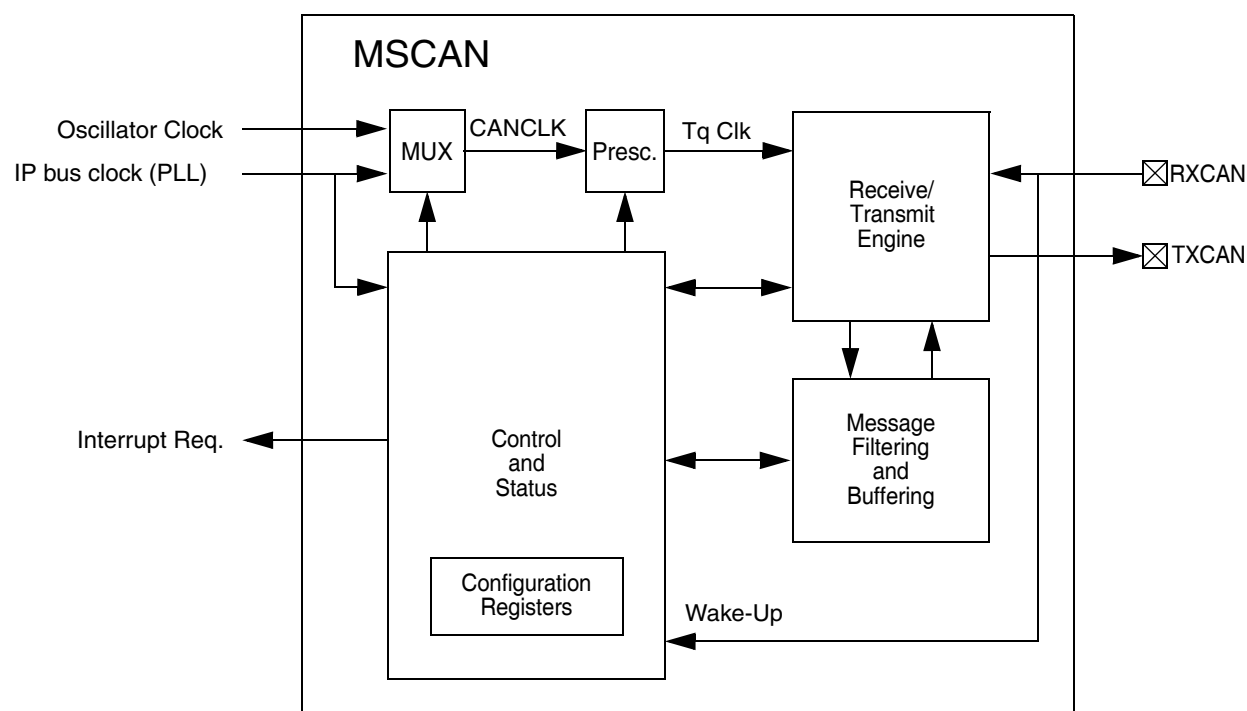 MSCAN
Oscillator Clock
MUX
CANCLK
Presc.
Tq Clk
IP bus clock (PLL)
RXCAN
Receive/
Transmit
Engine
TXCAN
Interrupt Req.
Control
and
Status
Message
Filtering
and
Buffering
Configuration
Registers
Wake-Up